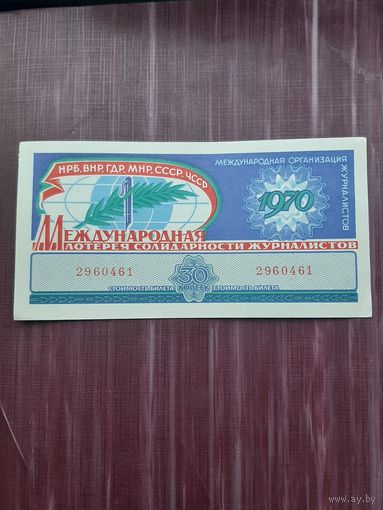 НРБ, ВНР, ГДР, МНР, СССР, ЧССР
МЕЖДУНАРОДНАЯ ОРГАНИЗАЦИЯ
ЖУРНАЛИСТОВ
1970
МЕЖДУНАРОДНАЯ
ЛОТЕРЕЯ СОЛИДАРНОСТИ ЖУРНАЛИСТОВ
2960461 30 2960461
СТОИМОСТЬ БИЛЕТА КОПЕЕК СТОИМОСТЬ БИЛЕТА
www.ay.by